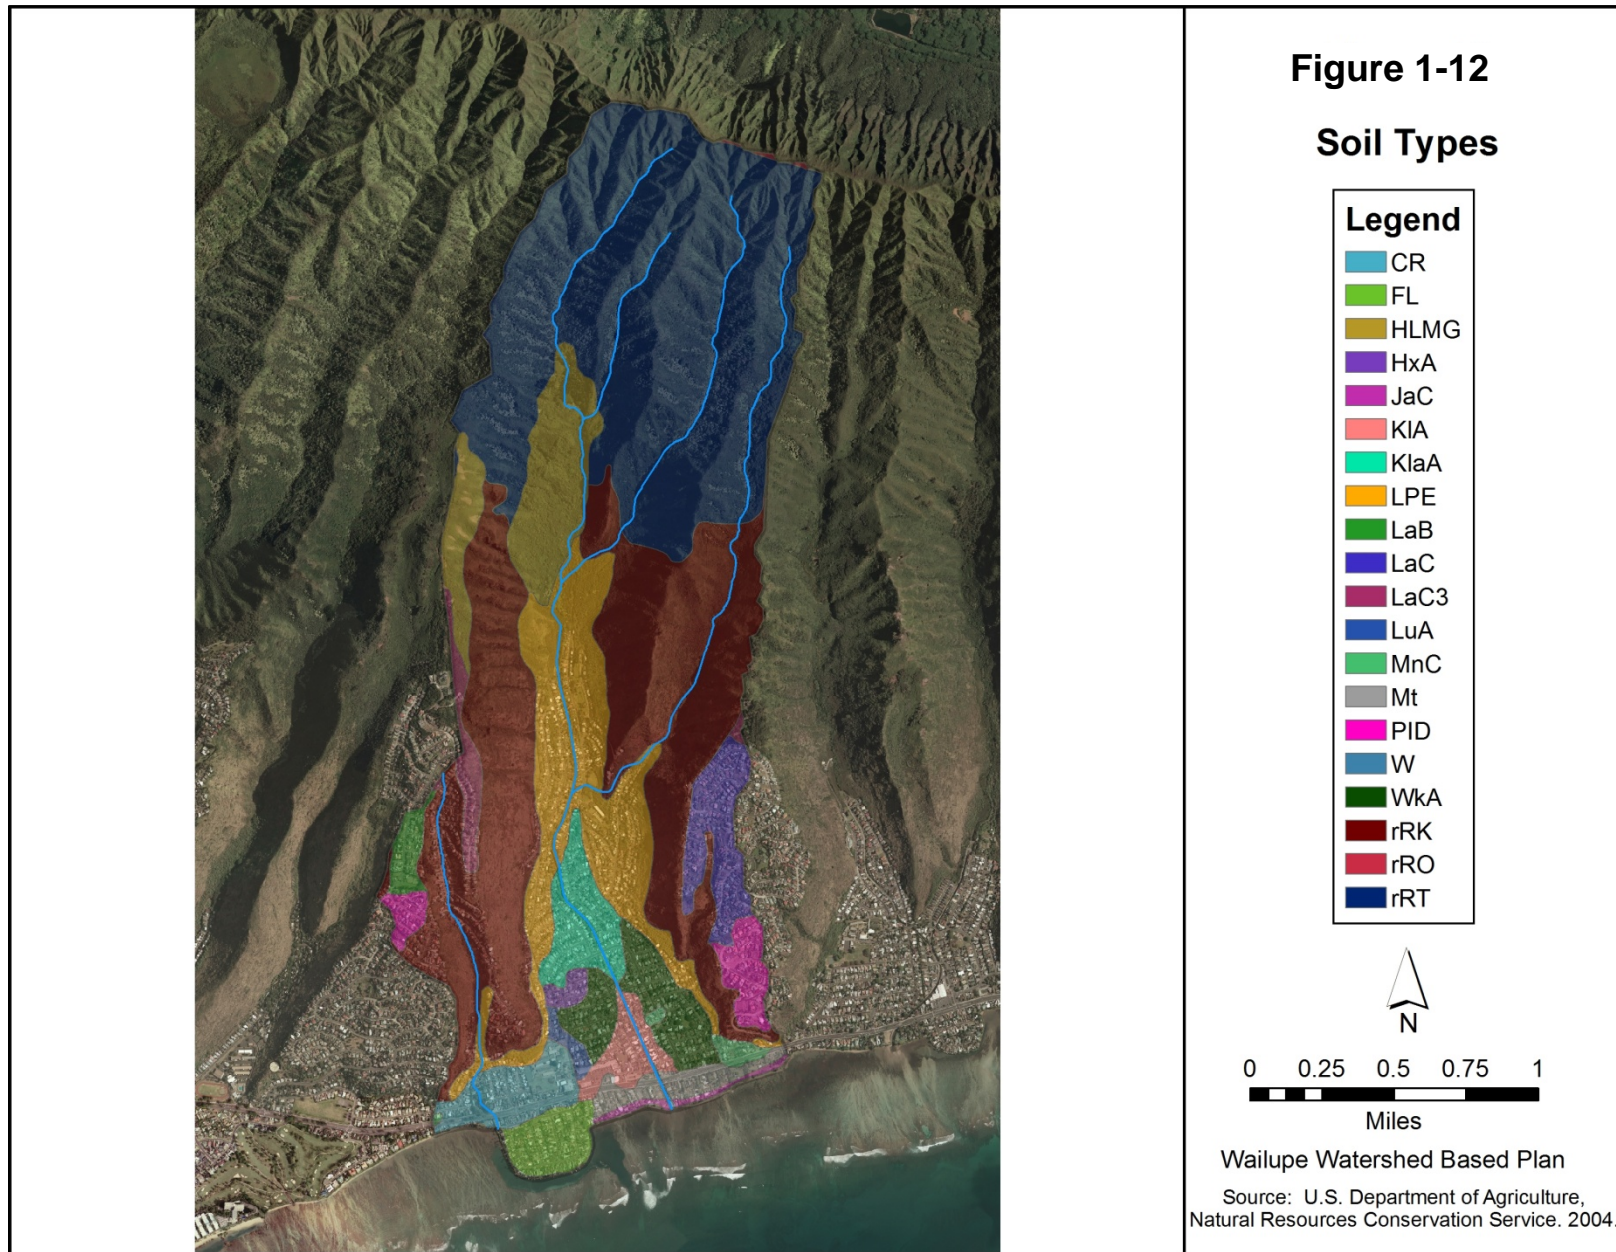 Figure 1-12
Soil Types
Legend
CR
FL
HLMG
HxA
JaC
KIA
KlaA
LPE
LaB
LaC
LaC3
LuA
MnC
Mt
PID
W
WkA
rRK
rRO
rRT
N
0 0.25 0.5 0.75 1
Miles
Wailupe Watershed Based Plan
Source: U.S. Department of Agriculture,
Natural Resources Conservation Service. 2004.